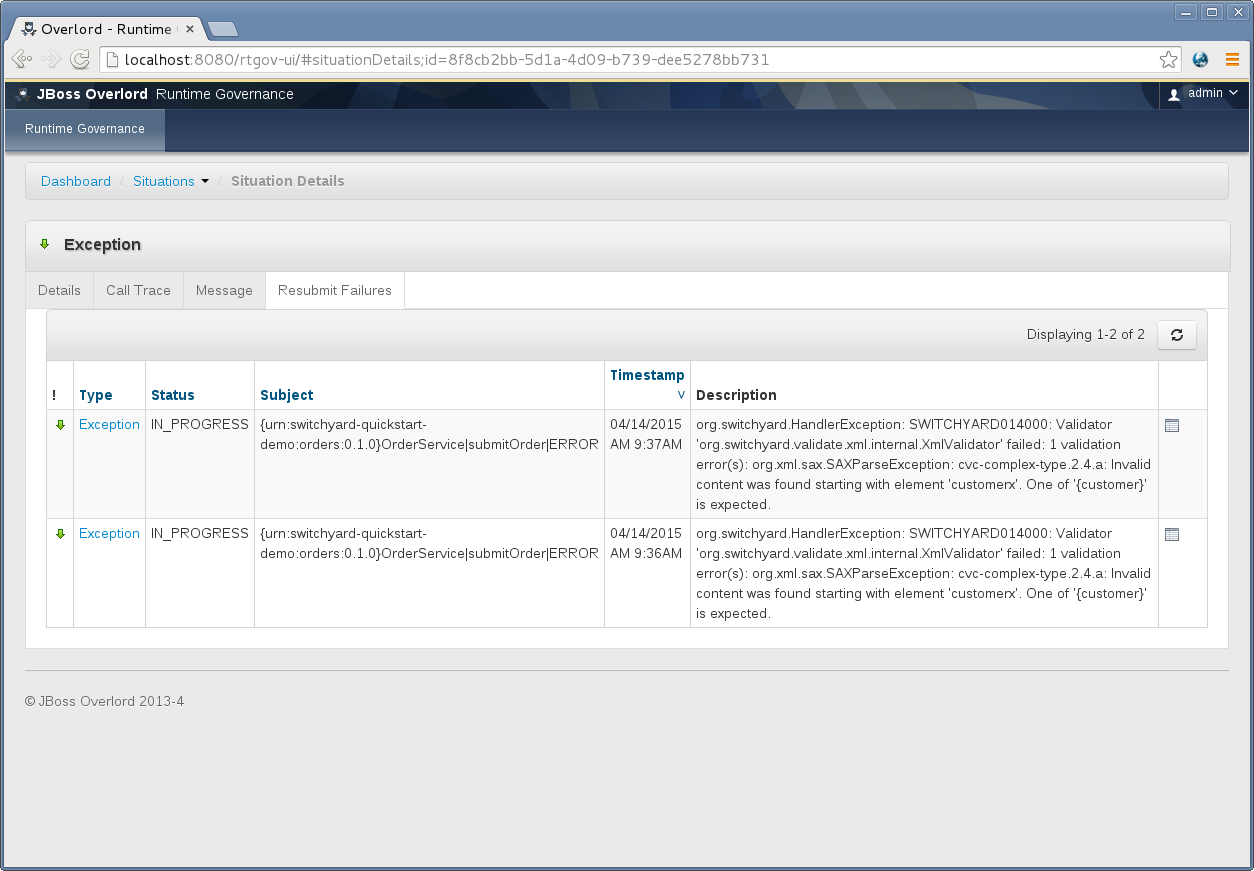 Overlord - Runtime
localhost:8080/rtgov-ui/#situationDetails;id=8f8cb2bb-5d1a-4d09-b739-dee5278bb731
JBoss Overlord Runtime Governance
admin
Runtime Governance
Dashboard / Situations / Situation Details
Exception
Details Call Trace Message Resubmit Failures
Displaying 1-2 of 2
! Type Status Subject Timestamp Description
Exception IN_PROGRESS {urn:switchyard-quickstart-
demo:orders:0.1.0}OrderService|submitOrder|ERROR
04/14/2015
AM 9:37AM
org.switchyard.HandlerException: SWITCHYARD014000: Validator
'org.switchyard.validate.xml.internal.XmlValidator' failed: 1 validation
error(s): org.xml.sax.SAXParseException: cvc-complex-type.2.4.a: Invalid
content was found starting with element 'customerx'. One of '{customer}'
is expected.
Exception IN_PROGRESS {urn:switchyard-quickstart-
demo:orders:0.1.0}OrderService|submitOrder|ERROR
04/14/2015
AM 9:36AM
org.switchyard.HandlerException: SWITCHYARD014000: Validator
'org.switchyard.validate.xml.internal.XmlValidator' failed: 1 validation
error(s): org.xml.sax.SAXParseException: cvc-complex-type.2.4.a: Invalid
content was found starting with element 'customerx'. One of '{customer}'
is expected.
© JBoss Overlord 2013-4